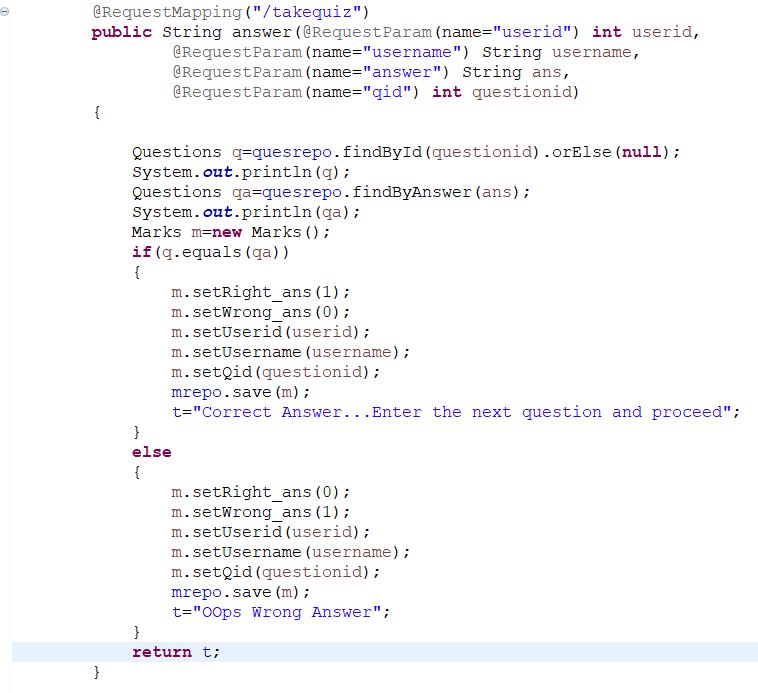 @RequestMapping("/takequiz")
public String answer(@RequestParam(name="userid") int userid,
@RequestParam(name="username") String username,
@RequestParam(name="answer") String ans,
@RequestParam(name="qid") int questionid)
{
Questions q=quesrepo.findById(questionid).orElse(null);
System.out.println(q);
Questions qa=quesrepo.findByAnswer(ans);
System.out.println(qa);
Marks m=new Marks();
if(q.equals(qa))
{
m.setRight_ans(1);
m.setWrong_ans(0);
m.setUserid(userid);
m.setUsername(username);
m.setQid(questionid);
mrepo.save(m);
t="Correct Answer...Enter the next question and proceed";
}
else
{
m.setRight_ans(0);
m.setWrong_ans(1);
m.setUserid(userid);
m.setUsername(username);
m.setQid(questionid);
mrepo.save(m);
t="OOps Wrong Answer";
}
return t;
}